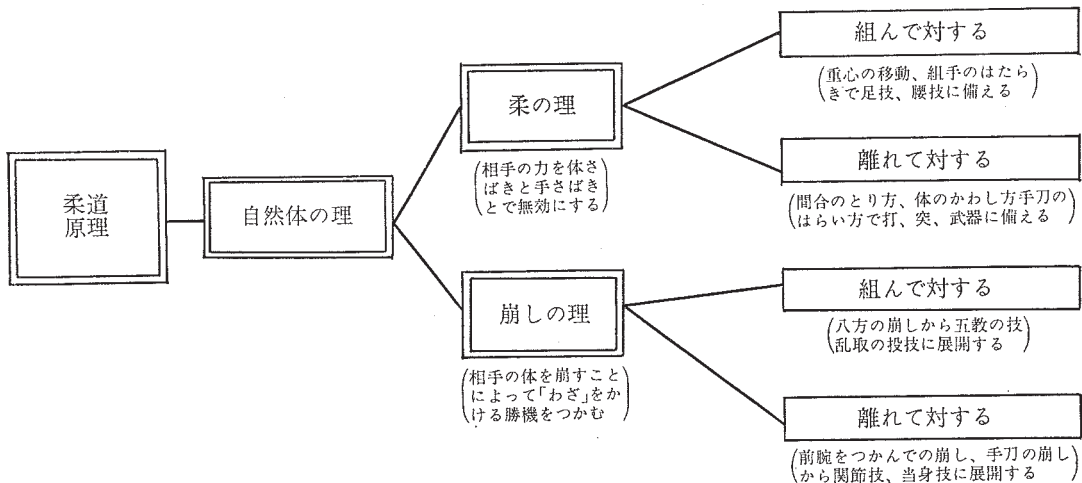 柔道
原理
自然体の理
柔の理
(相手の力を体さ
ばきと手さばき
とで無効にする)
組んで対する
(重心の移動、組手のはたら
きで足技、腰技に備える)
離れて対する
(間合のとり方、体のかわし方手刀の
はらい方で打、突、武器に備える)
崩しの理
(相手の体を崩すこと
によって「わざ」をか
ける勝機をつかむ)
組んで対する
(八方の崩しから五教の技
乱取の投技に展開する)
離れて対する
(前腕をつかんでの崩し、手刀の崩し
から関節技、当身技に展開する)